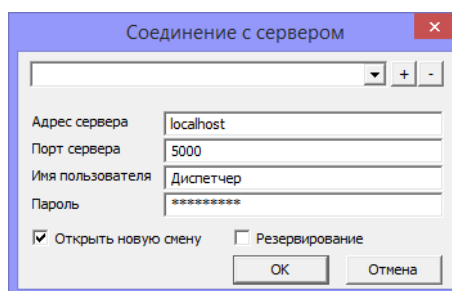 Соединение с сервером
+ -
Адрес сервера localhost
Порт сервера 5000
Имя пользователя Диспетчер
Пароль *********
Открыть новую смену Резервирование
OK Отмена